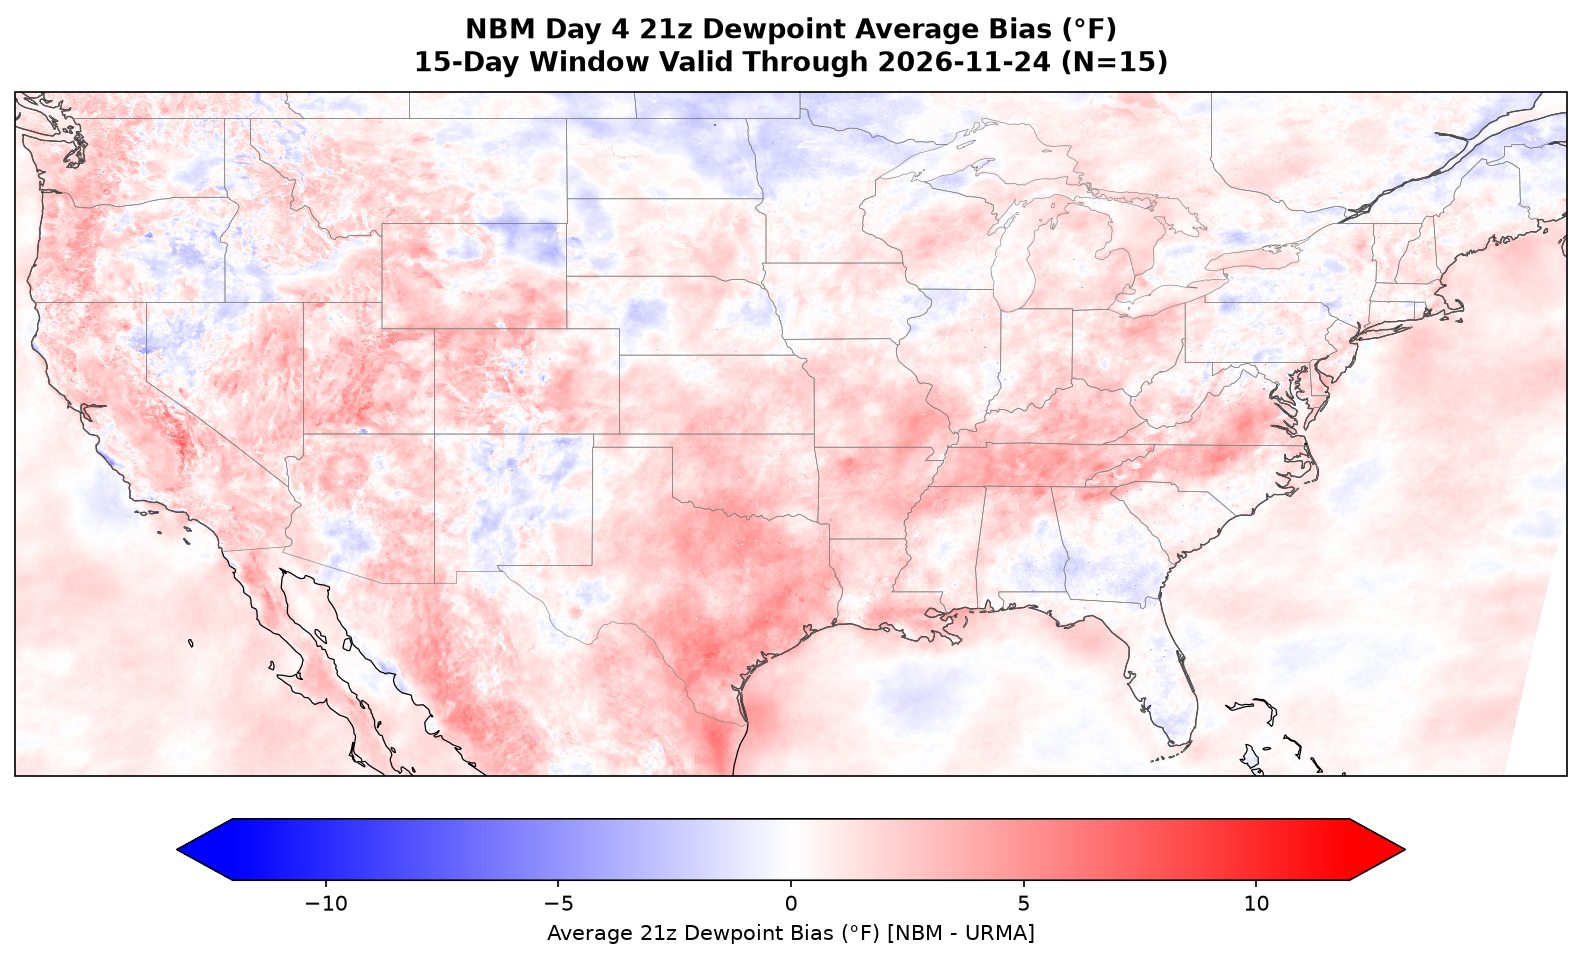 NBM Day 4 21z Dewpoint Average Bias (°F)
15-Day Window Valid Through 2026-11-24 (N=15)
−10 −5 0 5 10
Average 21z Dewpoint Bias (°F) [NBM - URMA]